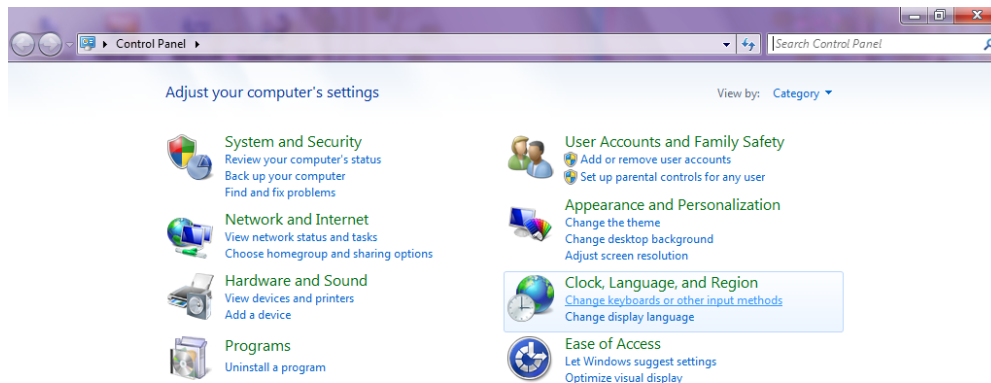 Control Panel
Search Control Panel
Adjust your computer's settings
View by: Category
System and Security
Review your computer's status
Back up your computer
Find and fix problems
Network and Internet
View network status and tasks
Choose homegroup and sharing options
Hardware and Sound
View devices and printers
Add a device
Programs
Uninstall a program
User Accounts and Family Safety
Add or remove user accounts
Set up parental controls for any user
Appearance and Personalization
Change the theme
Change desktop background
Adjust screen resolution
Clock, Language, and Region
Change keyboards or other input methods
Change display language
Ease of Access
Let Windows suggest settings
Optimize visual display